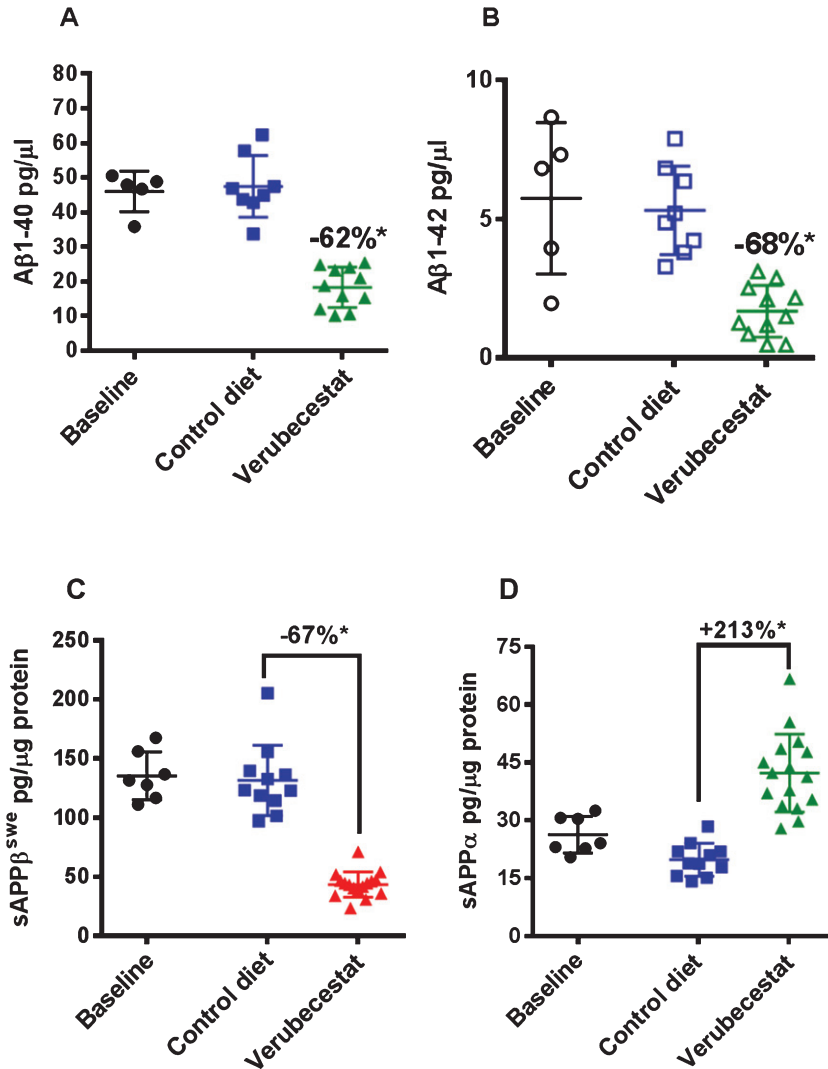 A
Aβ1-40 pg/μl
80
70
60
50
40
30
20
10
0
-62%*
Baseline
Control diet
Verubecestat
B
Aβ1-42 pg/μl
10
5
0
-68%*
Baseline
Control diet
Verubecestat
C
sAPPβswe pg/μg protein
250
200
150
100
50
0
-67%*
Baseline
Control diet
Verubecestat
D
sAPPα pg/μg protein
75
60
45
30
15
0
+213%*
Baseline
Control diet
Verubecestat